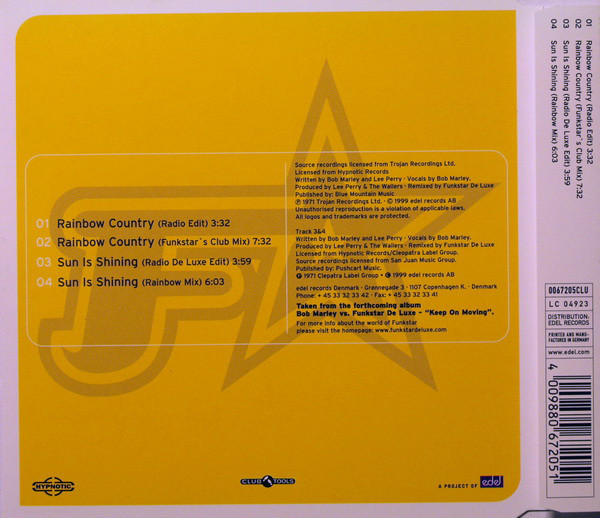 01 Rainbow Country (Radio Edit) 3:32
02 Rainbow Country (Funkstar`s Club Mix) 7:32
03 Sun Is Shining (Radio De Luxe Edit) 3:59
04 Sun Is Shining (Rainbow Mix) 6:03
Source recordings licensed from Trojan Recordings Ltd.
Licensed from Hypnotic Records
Written by Bob Marley and Lee Perry · Vocals by Bob Marley.
Produced by Lee Perry & The Wailers · Remixed by Funkstar De Luxe
Published by: Blue Mountain Music
℗ 1971 Trojan Recordings Ltd. · © 1999 edel records AB.
Unauthorised reproduction is a violation of applicable laws.
All logos and trademarks are protected.
Track 3&4
Written by Bob Marley and Lee Perry · Vocals by Bob Marley.
Produced by Lee Perry & The Wailers · Remixed by Funkstar De Luxe
Licensed from Hypnotic Records/Cleopatra Label Group.
Source recordings licensed from San Juan Music Group.
Published by: Pushcart Music.
℗ 1971 Cleopatra Label Group · © 1999 edel records AB
edel records Denmark · Grønnegade 3 · 1107 Copenhagen K. · Denmark
Phone: + 45 33 32 33 42 · Fax: + 45 33 32 33 41
Taken from the forthcoming album
Bob Marley vs. Funkstar De Luxe - "Keep On Moving".
For more info about the world of Funkstar
please visit the homepage: www.funkstardeluxe.com
HYPNOTIC
CLUB TOOLS
A PROJECT OF edel
01 Rainbow Country (Radio Edit) 3:32
02 Rainbow Country (Funkstar`s Club Mix) 7:32
03 Sun Is Shining (Radio De Luxe Edit) 3:59
04 Sun Is Shining (Rainbow Mix) 6:03
0067205CLU
LC 04923
DISTRIBUTION:
EDEL RECORDS
PRINTED AND MANU-
FACTURED IN GERMANY
www.edel.com
4 009880 672051